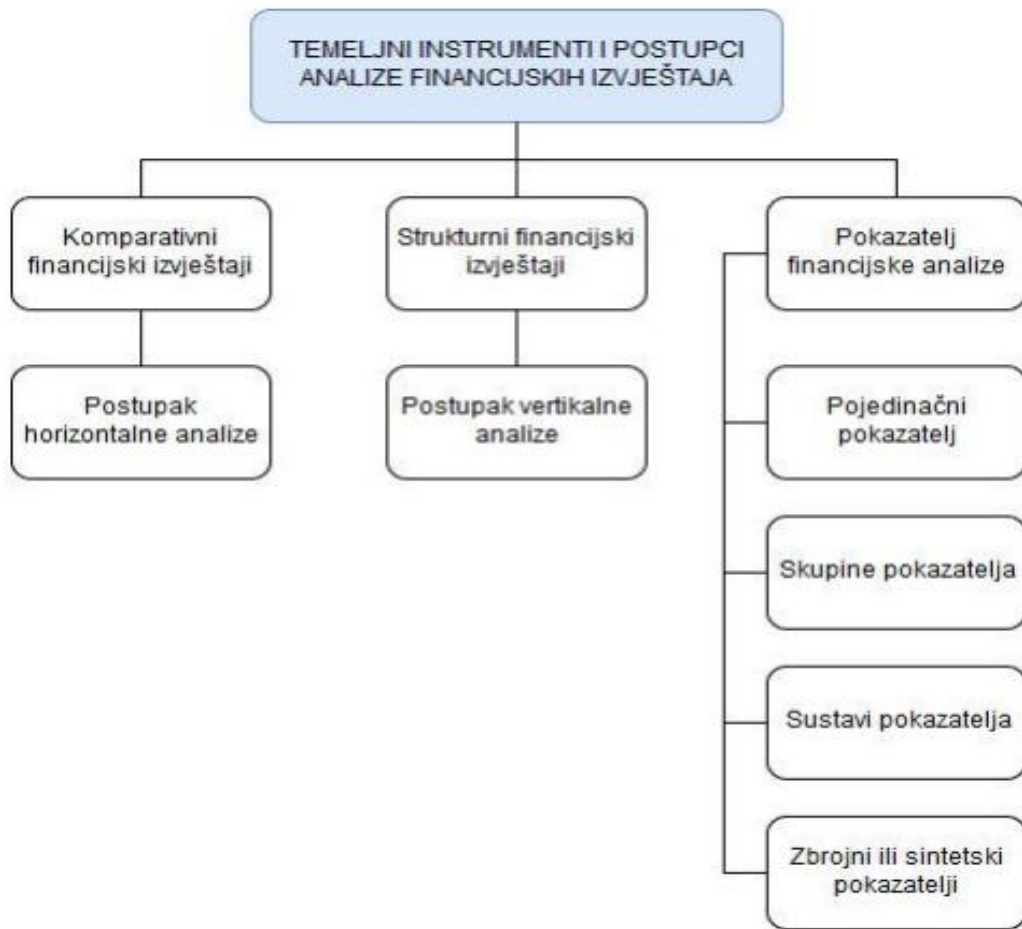 TEMELJNI INSTRUMENTI I POSTUPCI
ANALIZE FINANCIJSKIH IZVJEŠTAJA
Komparativni
financijski izvještaji
Strukturni financijski
izvještaji
Pokazatelj
financijske analize
Postupak
horizontalne analize
Postupak vertikalne
analize
Pojedinačni
pokazatelj
Skupine pokazatelja
Sustavi pokazatelja
Zbrojni ili sintetski
pokazatelji